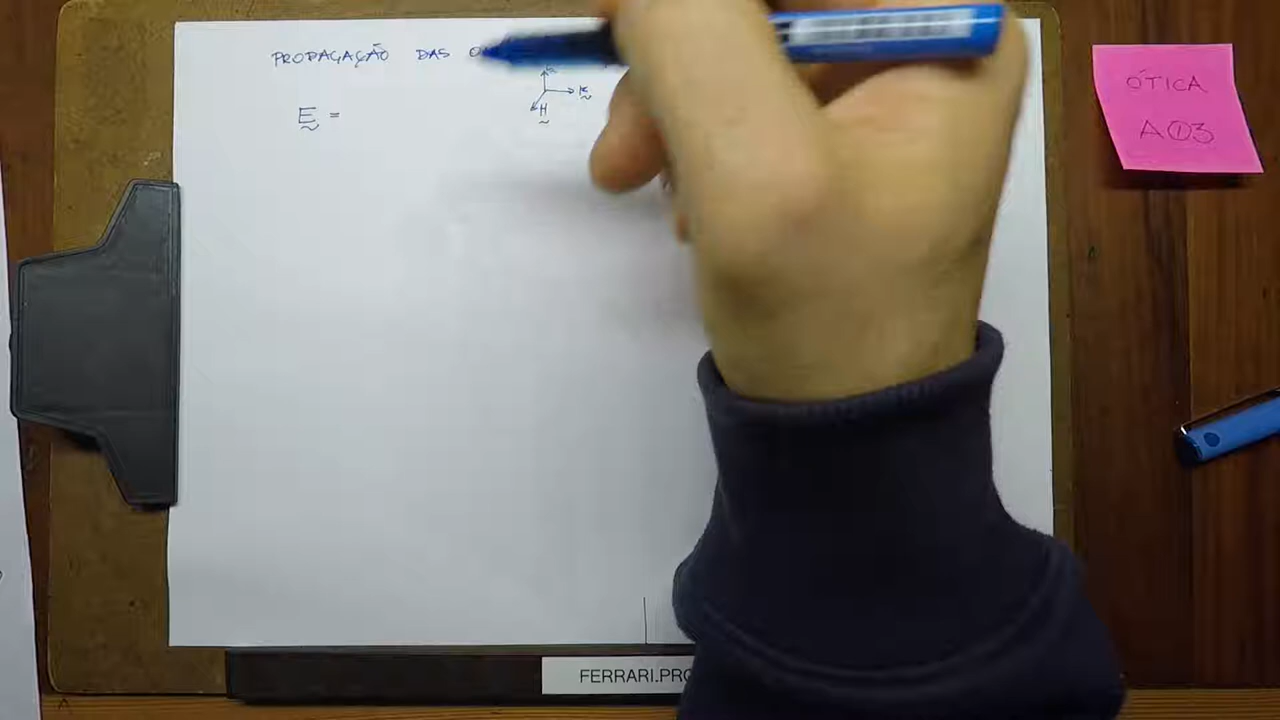 PROPAGAÇÃO DAS
E =
K
H
ÓTICA
A03
FERRARI.PRO